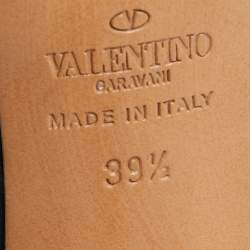 VALENTINO
GARAVANI
MADE IN ITALY
39½